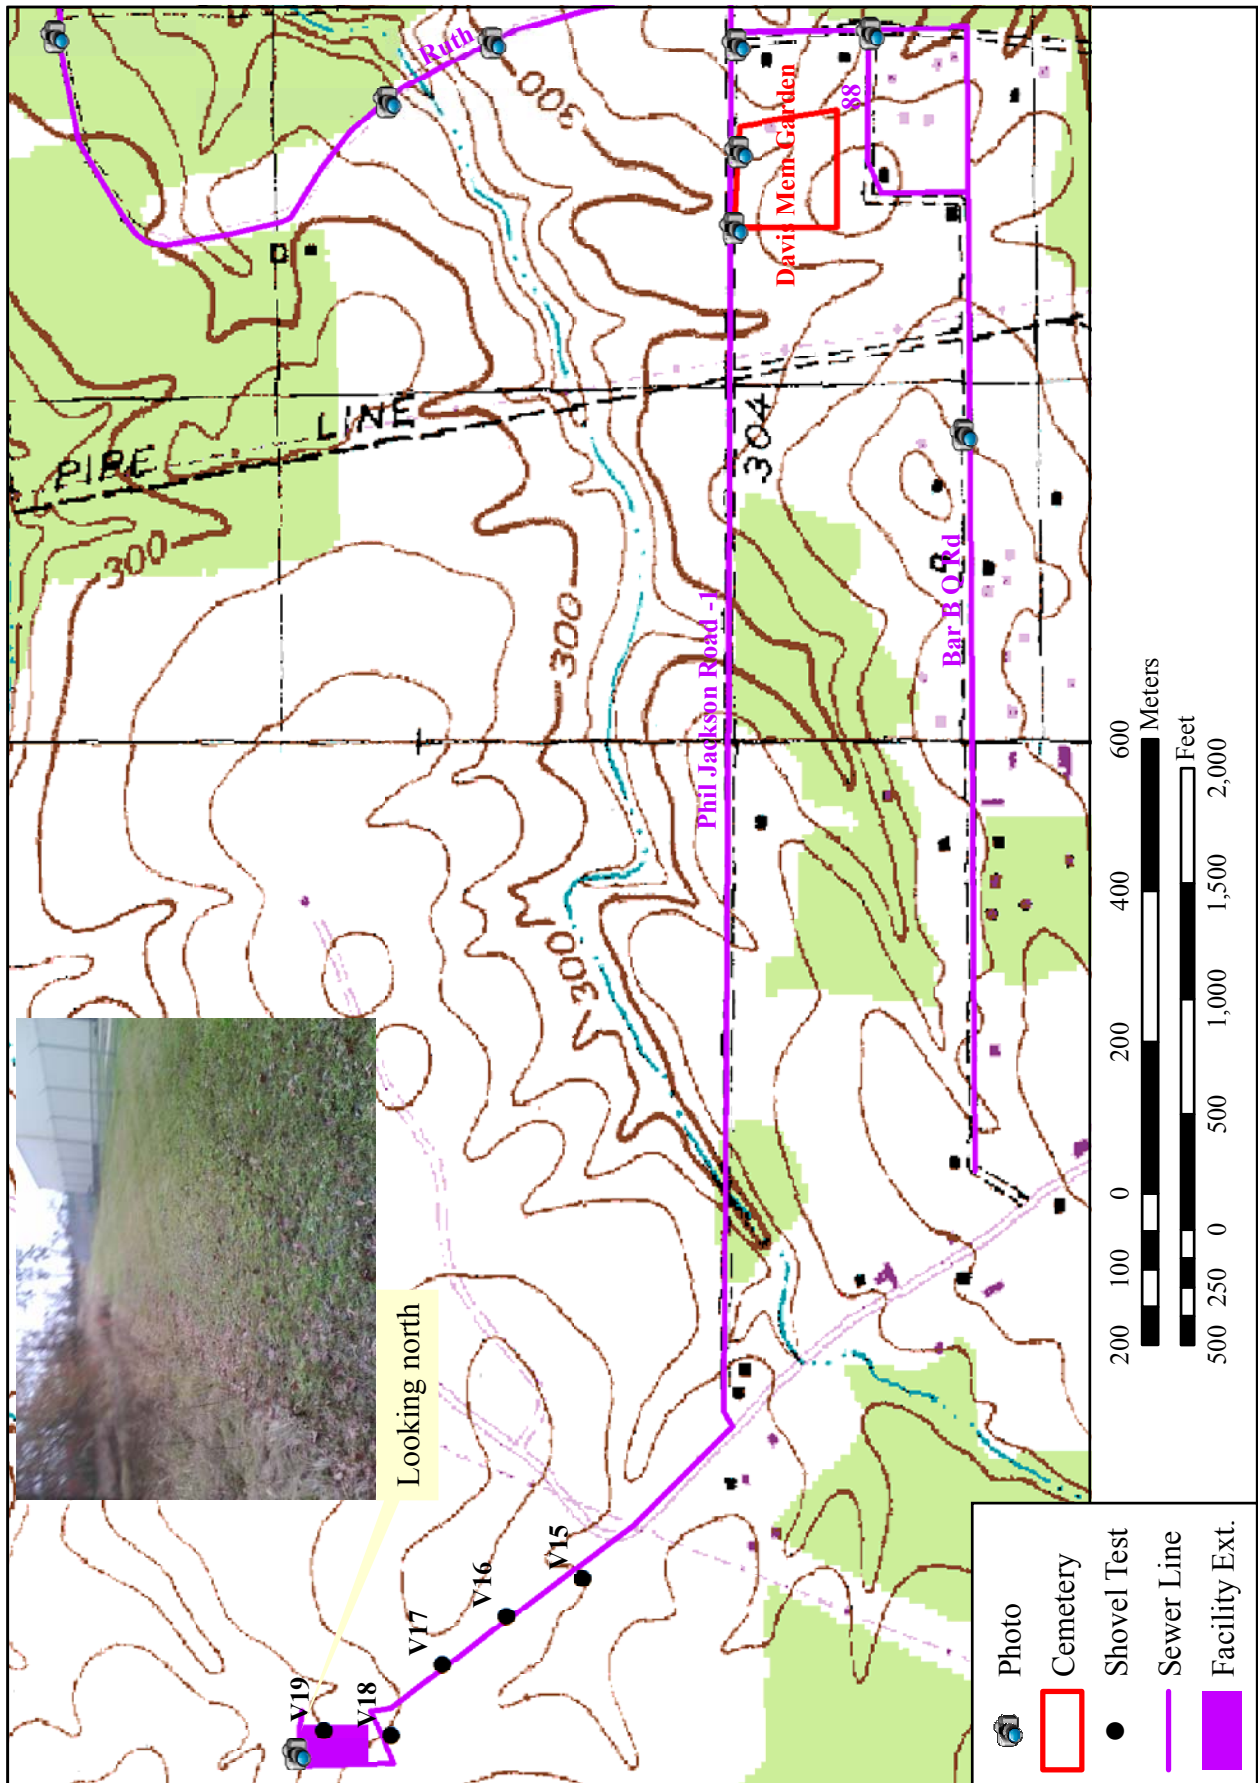 Ruth
300
Davis Mem Garden
88
PIPE LINE
304
300
300
300
Phil Jackson Road -1
Bar B Q Rd
Looking north
V15
V16
V17
V18
V19
200 100 0 200 400 600
Meters
500 250 0 500 1,000 1,500 2,000
Feet
Photo
Cemetery
Shovel Test
Sewer Line
Facility Ext.